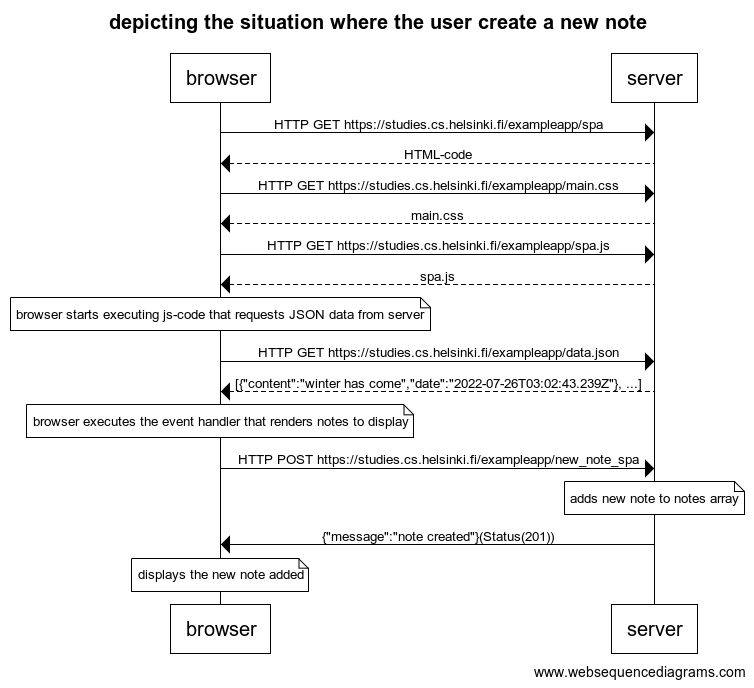 depicting the situation where the user create a new note
browser
server
HTTP GET https://studies.cs.helsinki.fi/exampleapp/spa
HTML-code
HTTP GET https://studies.cs.helsinki.fi/exampleapp/main.css
main.css
HTTP GET https://studies.cs.helsinki.fi/exampleapp/spa.js
spa.js
browser starts executing js-code that requests JSON data from server
HTTP GET https://studies.cs.helsinki.fi/exampleapp/data.json
[{"content":"winter has come","date":"2022-07-26T03:02:43.239Z"}, ...]
browser executes the event handler that renders notes to display
HTTP POST https://studies.cs.helsinki.fi/exampleapp/new_note_spa
adds new note to notes array
{"message":"note created"}(Status(201))
displays the new note added
browser
server
www.websequencediagrams.com